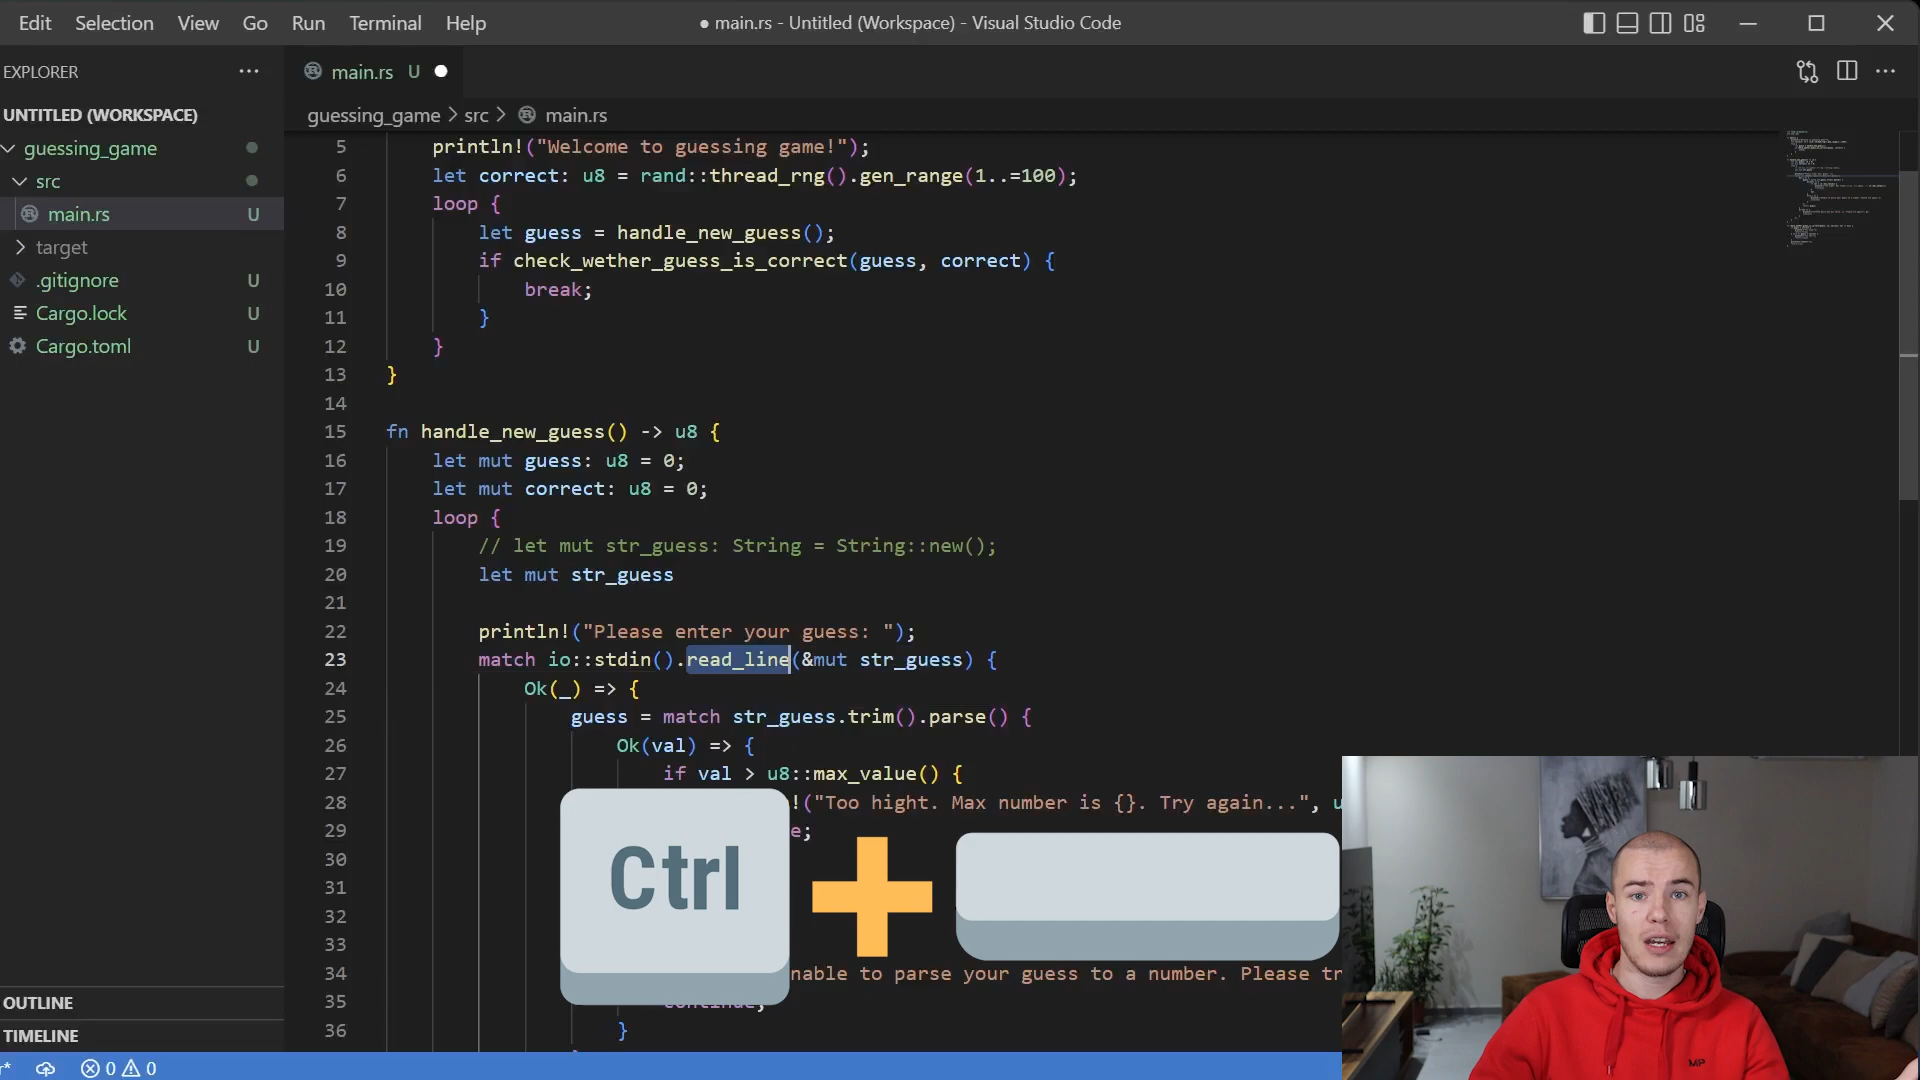 Edit Selection View Go Run Terminal Help
● main.rs - Untitled (Workspace) - Visual Studio Code
EXPLORER
UNTITLED (WORKSPACE)
guessing_game
src
main.rs U
target
.gitignore U
Cargo.lock U
Cargo.toml U
OUTLINE
TIMELINE
main.rs U
guessing_game > src > main.rs
5 println!("Welcome to guessing game!");
6 let correct: u8 = rand::thread_rng().gen_range(1..=100);
7 loop {
8 let guess = handle_new_guess();
9 if check_wether_guess_is_correct(guess, correct) {
10 break;
11 }
12 }
13 }
14
15 fn handle_new_guess() -> u8 {
16 let mut guess: u8 = 0;
17 let mut correct: u8 = 0;
18 loop {
19 // let mut str_guess: String = String::new();
20 let mut str_guess
21
22 println!("Please enter your guess: ");
23 match io::stdin().read_line(&mut str_guess) {
24 Ok(_) => {
25 guess = match str_guess.trim().parse() {
26 Ok(val) => {
27 if val > u8::max_value() {
28 !("Too hight. Max number is {}. Try again...", u
29 e;
30
31
32
33
34 nable to parse your guess to a number. Please tr
35 continue;
36 }
Ctrl +
0 0
MP